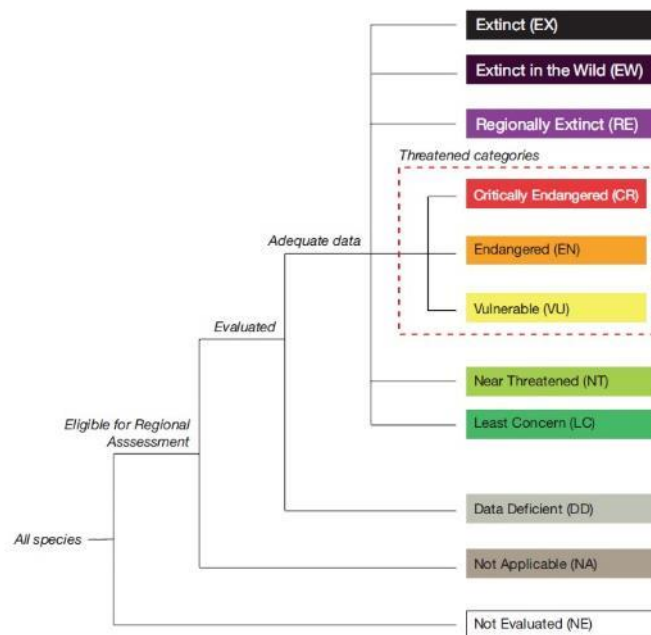 Extinct (EX)
Extinct in the Wild (EW)
Regionally Extinct (RE)
Threatened categories
Critically Endangered (CR)
Adequate data
Endangered (EN)
Vulnerable (VU)
Evaluated
Near Threatened (NT)
Eligible for Regional
Asssessment
Least Concern (LC)
Data Deficient (DD)
All species
Not Applicable (NA)
Not Evaluated (NE)